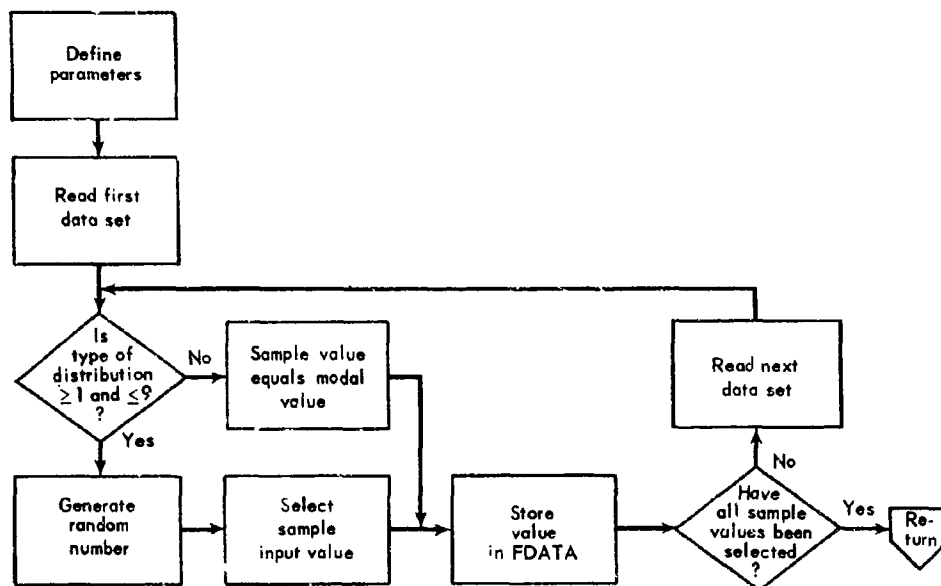 Define
parameters
Read first
data set
Is
type of
distribution
≥1 and ≤9
?
No
Yes
Sample value
equals modal
value
Generate
random
number
Select
sample
input value
Store
value
in FDATA
Have
all sample
values been
selected
?
No
Yes
Read next
data set
Re-
turn